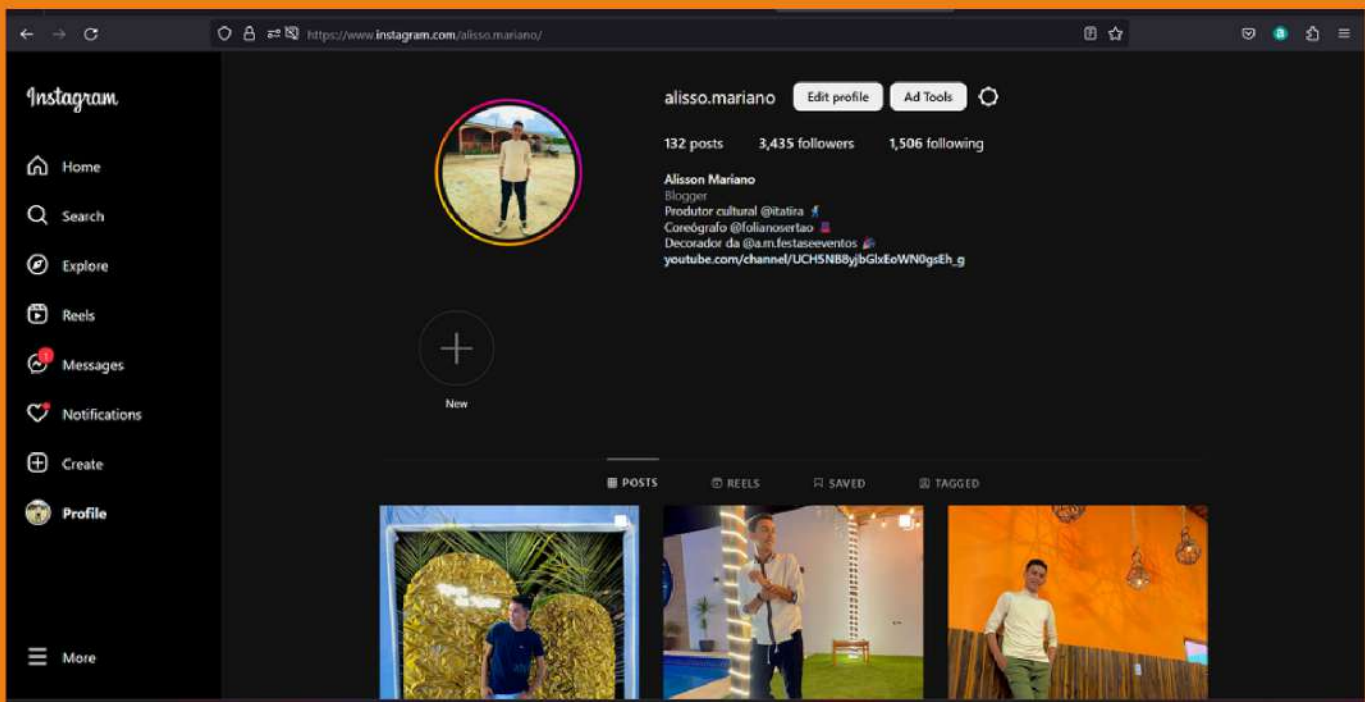 https://www.instagram.com/alisso.mariano/
Instagram
Home
Search
Explore
Reels
1
Messages
Notifications
Create
Profile
More
alisso.mariano Edit profile Ad Tools
132 posts 3,435 followers 1,506 following
Alisson Mariano
Blogger
Produtor cultural @itatira
Coreógrafo @folianosertao
Decorador da @a.m.festaseeventos
youtube.com/channel/UCH5NB8yjbGlxEoWN0gsEh_g
New
POSTS REELS SAVED TAGGED